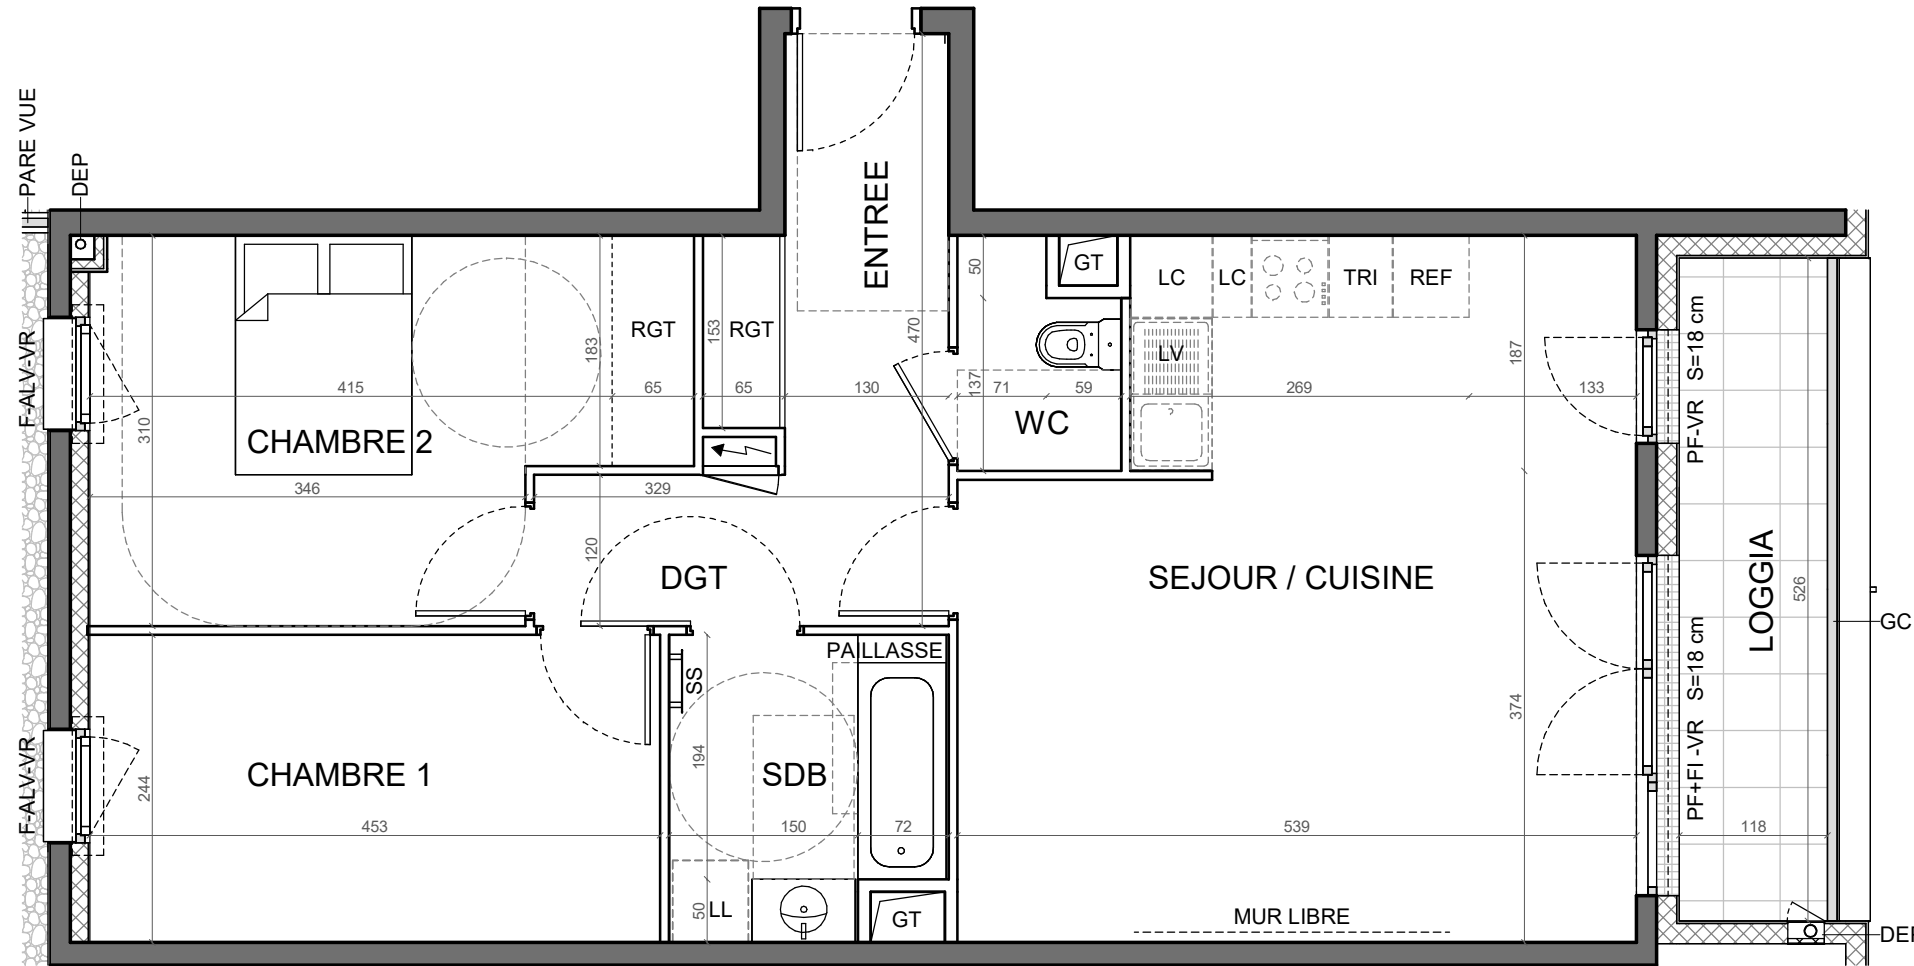 PARE VUE
DEP
ENTREE
50
GT
LC
LC
TRI
REF
RGT
RGT
153
183
470
137
LV
187
PF-VR S=18 cm
F-ALV-VR
415
65
65
130
71
59
269
133
310
CHAMBRE 2
WC
346
329
120
DGT
SEJOUR / CUISINE
LOGGIA
526
GC
PAILLASSE
SS
374
PF+FI -VR S=18 cm
F-ALV-VR
244
CHAMBRE 1
194
SDB
453
150
72
539
118
50
LL
GT
MUR LIBRE
DEP